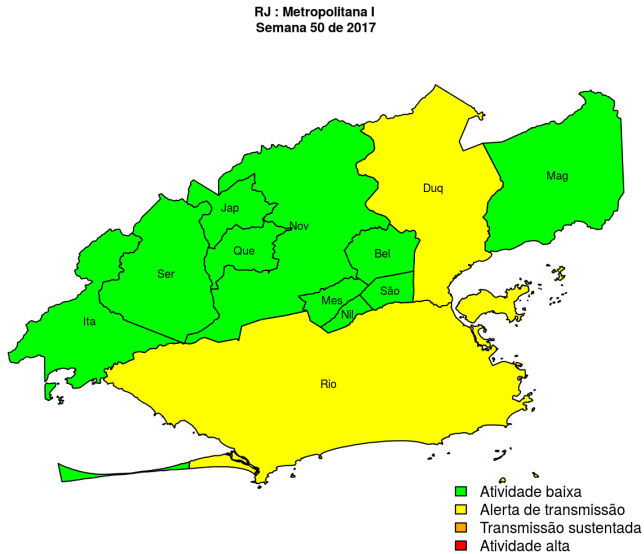 RJ : Metropolitana I
Semana 50 de 2017
Mag
Duq
Jap
Nov
Que
Bel
Ser
São
Mes
Nil
Ita
Rio
Atividade baixa
Alerta de transmissão
Transmissão sustentada
Atividade alta